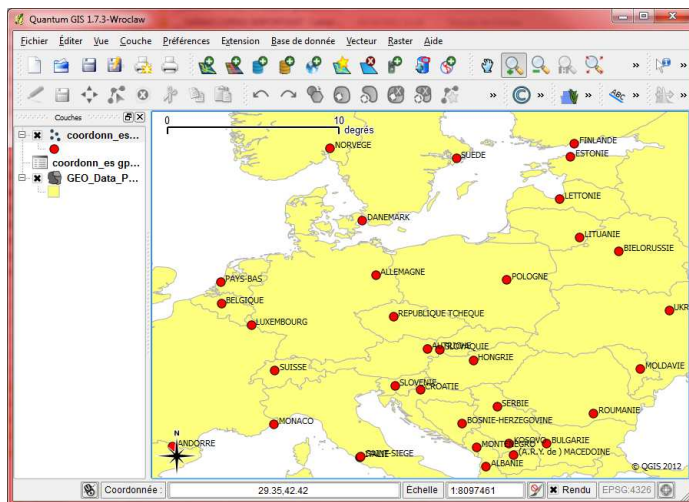 Quantum GIS 1.7.3-Wroclaw
Fichier Éditer Vue Couche Préférences Extension Base de donnée Vecteur Raster Aide
Couches
coordonn_es...
coordonn_es gp...
GEO_Data_P...
0 10
degrés
NORVEGE
SUEDE
FINLANDE
ESTONIE
LETTONIE
DANEMARK
LITUANIE
BIELORUSSIE
PAYS-BAS
ALLEMAGNE
POLOGNE
BELGIQUE
UKR
REPUBLIQUE TCHEQUE
LUXEMBOURG
SLOVAQUIE
HONGRIE
SUISSE
MOLDAVIE
SLOVENIE
CROATIE
SERBIE
ROUMANIE
MONACO
BOSNIE-HERZEGOVINE
N
ANDORRE
MONTENEGRO
KOSOVO
BULGARIE
SAINT-SIEGE
(A.R.Y. de ) MACEDOINE
ALBANIE
© QGIS 2012
Coordonnée : 29.35,42.42 Échelle 1:8097461 Rendu EPSG:4326